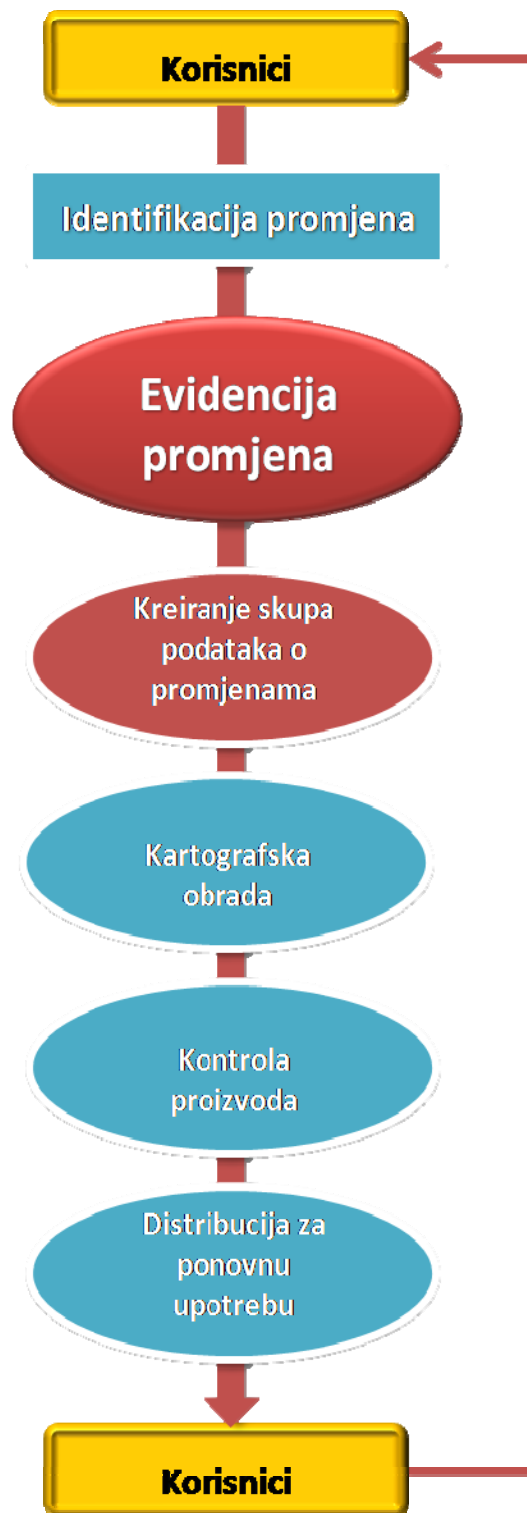 Korisnici
Identifikacija promjena
Evidencija
promjena
Kreiranje skupa
podataka o
promjenama
Kartografska
obrada
Kontrola
proizvoda
Distribucija za
ponovnu
upotrebu
Korisnici